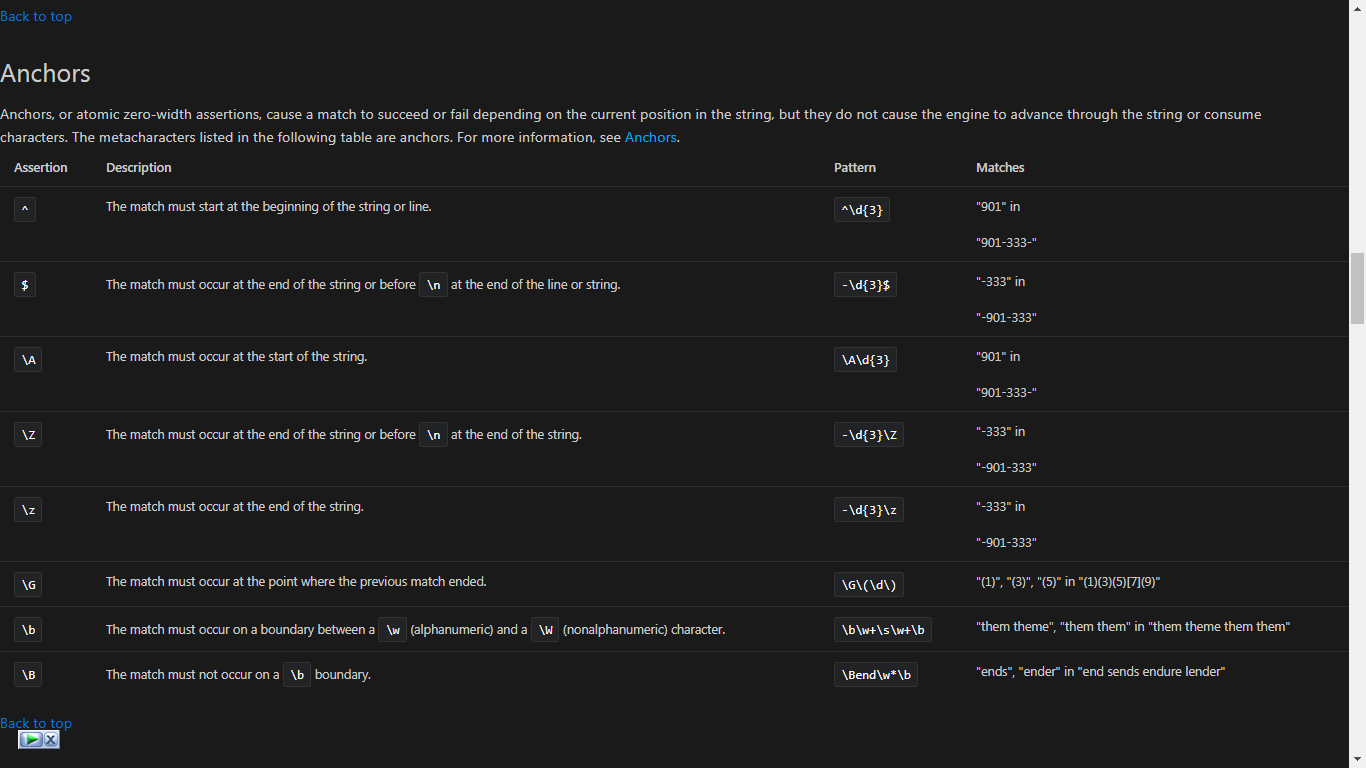 Back to top
Anchors
Anchors, or atomic zero-width assertions, cause a match to succeed or fail depending on the current position in the string, but they do not cause the engine to advance through the string or consume
characters. The metacharacters listed in the following table are anchors. For more information, see Anchors.
Assertion Description Pattern Matches
^ The match must start at the beginning of the string or line. ^\d{3} "901" in
"901-333-"
$ The match must occur at the end of the string or before \n at the end of the line or string. -\d{3}$ "-333" in
"-901-333"
\A The match must occur at the start of the string. \A\d{3} "901" in
"901-333-"
\Z The match must occur at the end of the string or before \n at the end of the string. -\d{3}\Z "-333" in
"-901-333"
\z The match must occur at the end of the string. -\d{3}\z "-333" in
"-901-333"
\G The match must occur at the point where the previous match ended. \G\(\d\) "(1)", "(3)", "(5)" in "(1)(3)(5)[7](9)"
\b The match must occur on a boundary between a \w (alphanumeric) and a \W (nonalphanumeric) character. \b\w+\s\w+\b "them theme", "them them" in "them theme them them"
\B The match must not occur on a \b boundary. \Bend\w*\b "ends", "ender" in "end sends endure lender"
Back to top